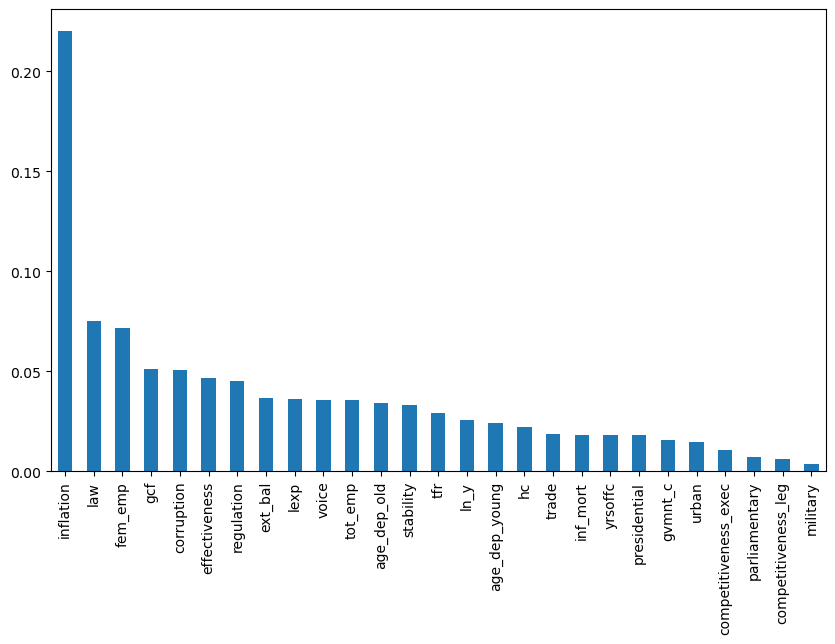 0.20
0.15
0.10
0.05
0.00
inflation
law
fem_emp
gcf
corruption
effectiveness
regulation
ext_bal
lexp
voice
tot_emp
age_dep_old
stability
tfr
ln_y
age_dep_young
hc
trade
inf_mort
yrsoffc
presidential
gvmnt_c
urban
competitiveness_exec
parliamentary
competitiveness_leg
military